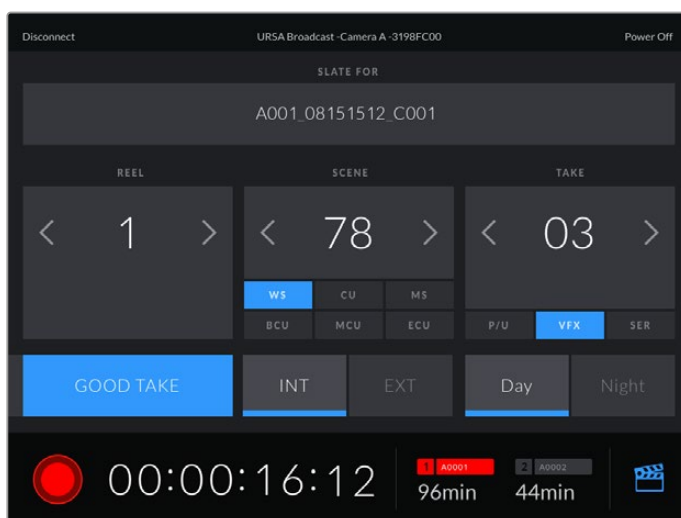 Disconnect
URSA Broadcast -Camera A -3198FC00
Power Off
SLATE FOR
A001_08151512_C001
REEL
SCENE
TAKE
1
78
03
WS
CU
MS
BCU
MCU
ECU
P/U
VFX
SER
GOOD TAKE
INT
EXT
Day
Night
00:00:16:12
1 A0001
96min
2 A0002
44min